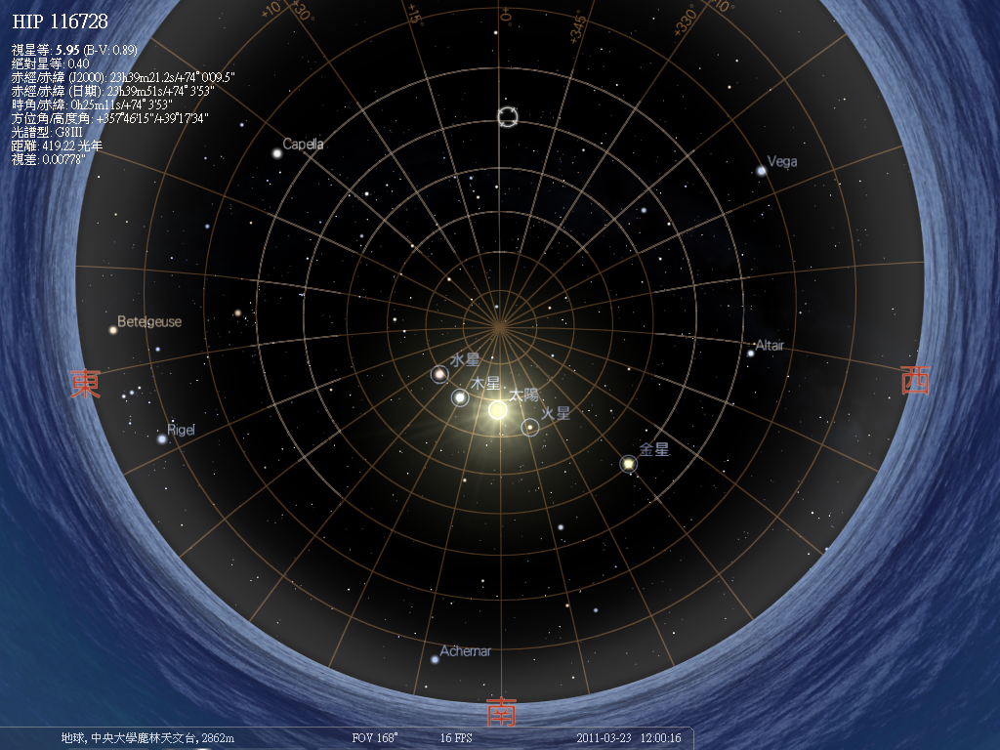 HIP 116728
視星等: 5.95 (B-V: 0.89)
絕對星等: 0.40
赤經/赤緯 (J2000): 23h39m21.2s/+74°0'09.5"
赤經/赤緯 (日期): 23h39m51s/+74°3'53"
時角/赤緯: 0h25m11s/+74°3'53"
方位角/高度角: +357°46'15"/+39°17'34"
光譜型: G8III
距離: 419.22 光年
視差: 0.00778"
+10°
+30°
+15°
0°
+345°
+330°
+10°
Capella
Vega
Betelgeuse
Altair
水星
木星
太陽
火星
東
西
Rigel
金星
Achernar
南
地球, 中央大學鹿林天文台, 2862m
FOV 168°
16 FPS
2011-03-23 12:00:16